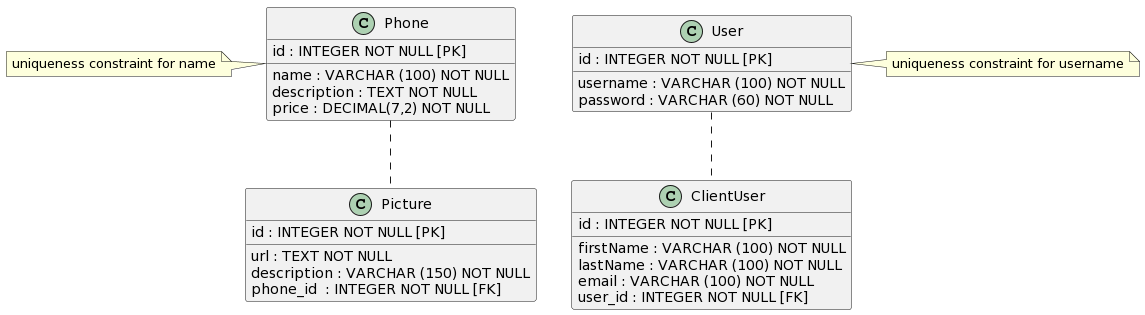 uniqueness constraint for name
C Phone
id : INTEGER NOT NULL [PK]
name : VARCHAR (100) NOT NULL
description : TEXT NOT NULL
price : DECIMAL(7,2) NOT NULL
C User
id : INTEGER NOT NULL [PK]
username : VARCHAR (100) NOT NULL
password : VARCHAR (60) NOT NULL
uniqueness constraint for username
C Picture
id : INTEGER NOT NULL [PK]
url : TEXT NOT NULL
description : VARCHAR (150) NOT NULL
phone_id  : INTEGER NOT NULL [FK]
C ClientUser
id : INTEGER NOT NULL [PK]
firstName : VARCHAR (100) NOT NULL
lastName : VARCHAR (100) NOT NULL
email : VARCHAR (100) NOT NULL
user_id : INTEGER NOT NULL [FK]